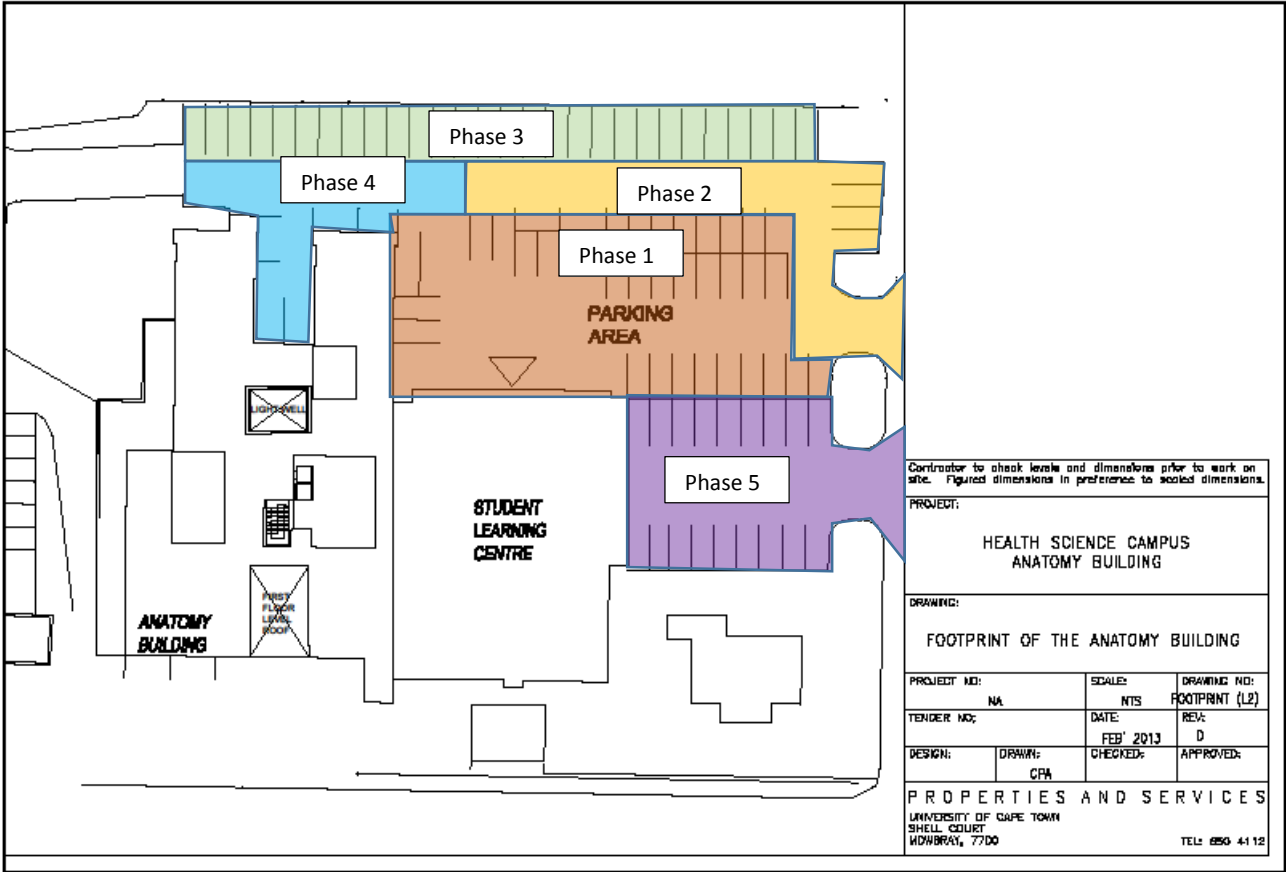 Phase 3
Phase 4
Phase 2
Phase 1
PARKING
AREA
LIGHTWELL
Phase 5
STUDENT
LEARNING
CENTRE
FIRST
FLOOR
LEVEL
ROOF
ANATOMY
BUILDING
Contractor to check levels and dimensions prior to work on
site. Figured dimensions in preference to scaled dimensions.
PROJECT:
HEALTH SCIENCE CAMPUS
ANATOMY BUILDING
DRAWING:
FOOTPRINT OF THE ANATOMY BUILDING
PROJECT NO:
NA
SCALE:
NTS
DRAWING NO:
FOOTPRINT (L2)
TENDER NO:
DATE:
FEB' 2013
REV:
D
DESIGN:
DRAWN:
CPA
CHECKED:
APPROVED:
PROPERTIES AND SERVICES
UNIVERSITY OF CAPE TOWN
SHELL COURT
MOWBRAY, 7700
TEL: 650 4112